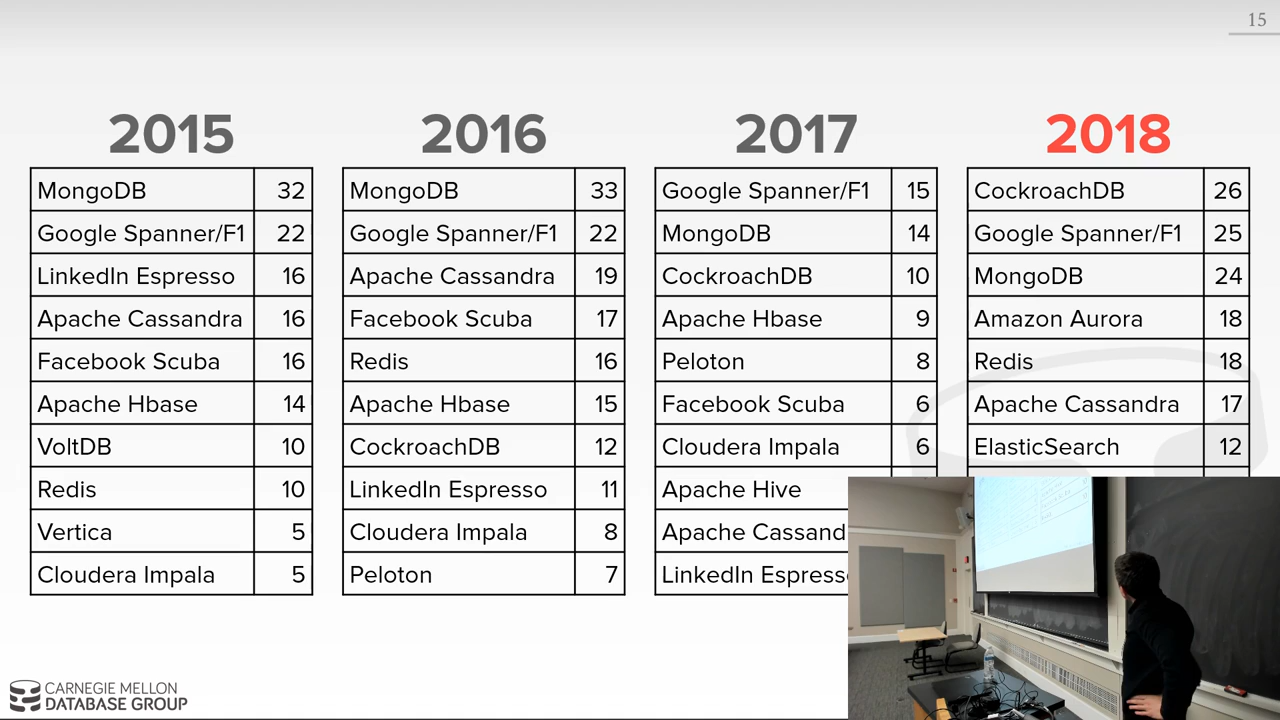 15
2015
MongoDB 32
Google Spanner/F1 22
LinkedIn Espresso 16
Apache Cassandra 16
Facebook Scuba 16
Apache Hbase 14
VoltDB 10
Redis 10
Vertica 5
Cloudera Impala 5
2016
MongoDB 33
Google Spanner/F1 22
Apache Cassandra 19
Facebook Scuba 17
Redis 16
Apache Hbase 15
CockroachDB 12
LinkedIn Espresso 11
Cloudera Impala 8
Peloton 7
2017
Google Spanner/F1 15
MongoDB 14
CockroachDB 10
Apache Hbase 9
Peloton 8
Facebook Scuba 6
Cloudera Impala 6
Apache Hive
Apache Cassand
LinkedIn Espress
2018
CockroachDB 26
Google Spanner/F1 25
MongoDB 24
Amazon Aurora 18
Redis 18
Apache Cassandra 17
ElasticSearch 12
CARNEGIE MELLON
DATABASE GROUP